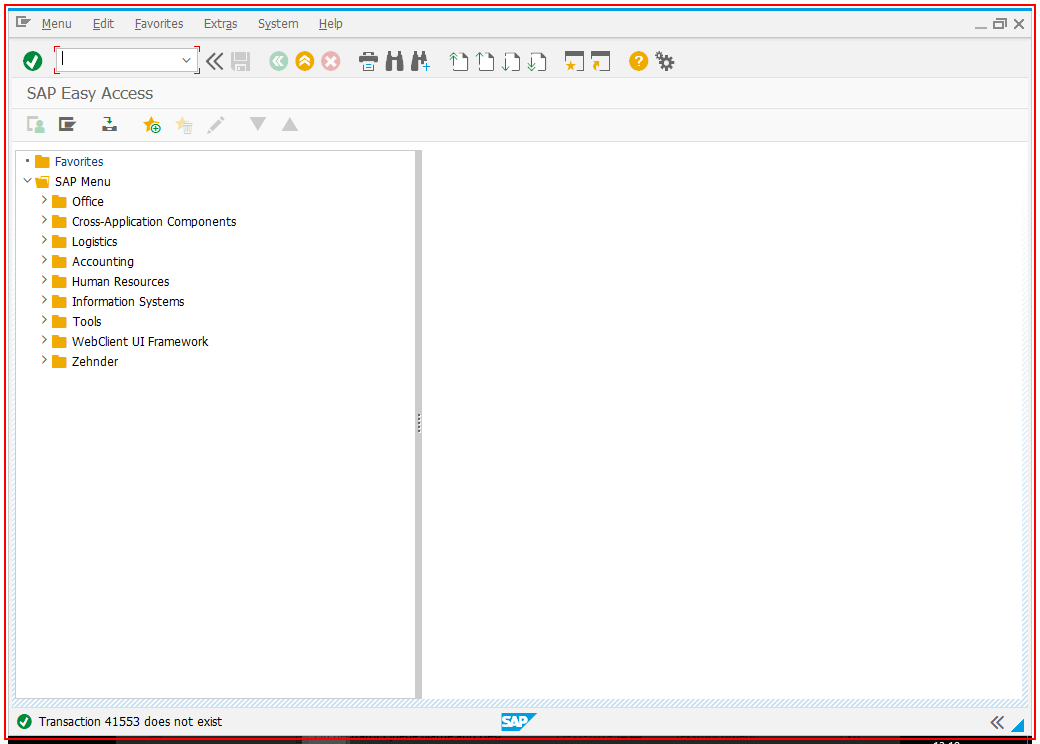 Menu Edit Favorites Extras System Help
SAP Easy Access
Favorites
SAP Menu
Office
Cross-Application Components
Logistics
Accounting
Human Resources
Information Systems
Tools
WebClient UI Framework
Zehnder
Transaction 41553 does not exist
SAP